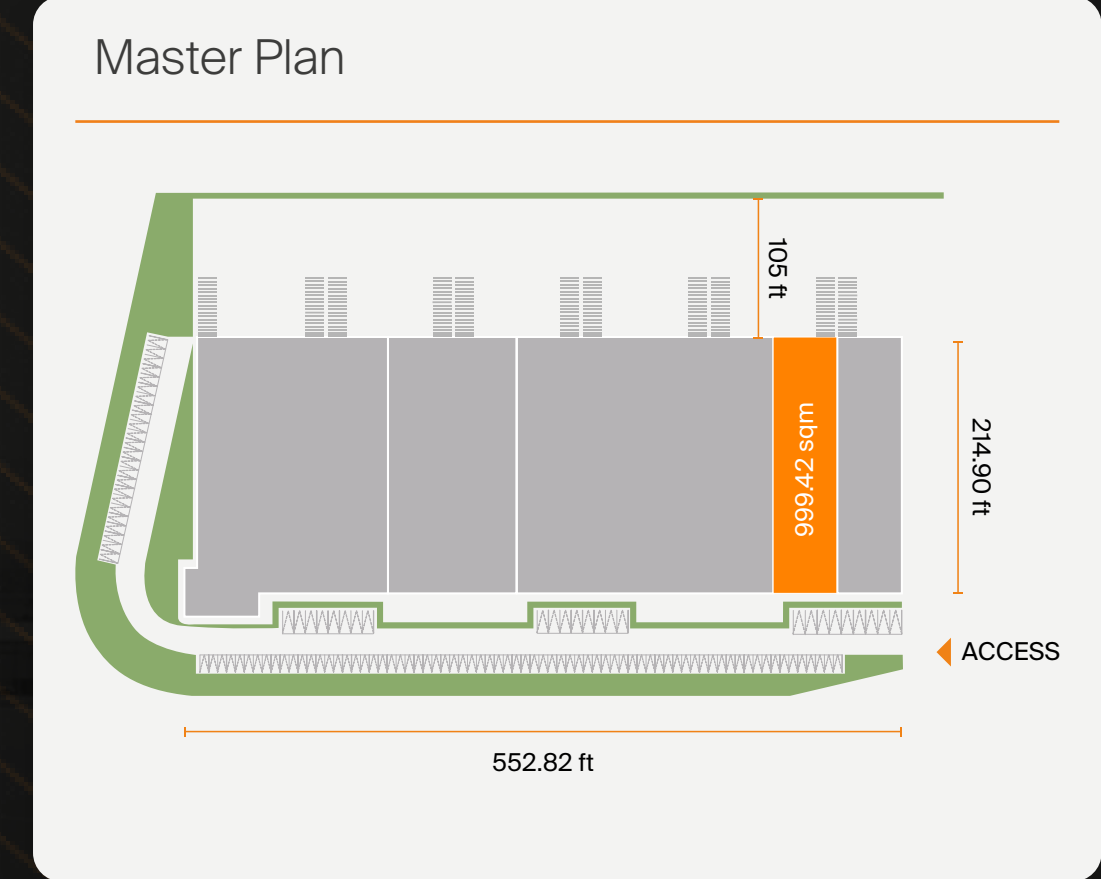 Master Plan
105 ft
999.42 sqm
214.90 ft
ACCESS
552.82 ft